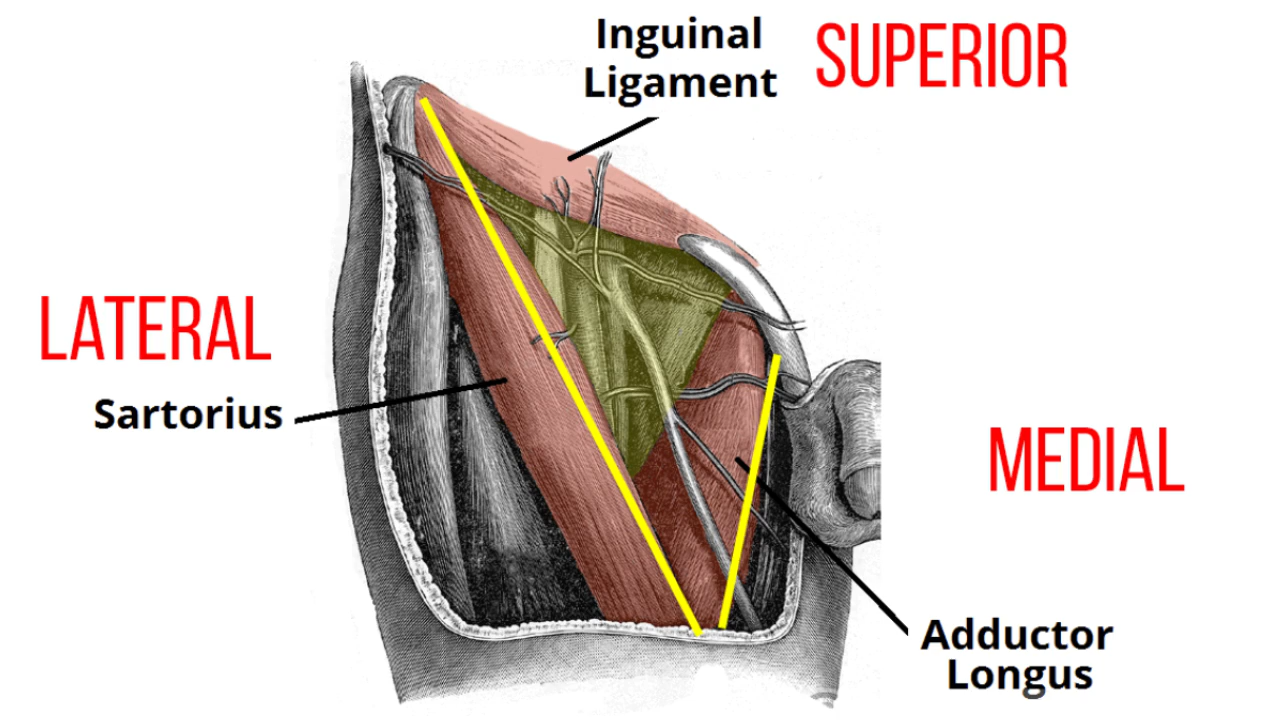 Inguinal
Ligament
SUPERIOR
LATERAL
Sartorius
MEDIAL
Adductor
Longus